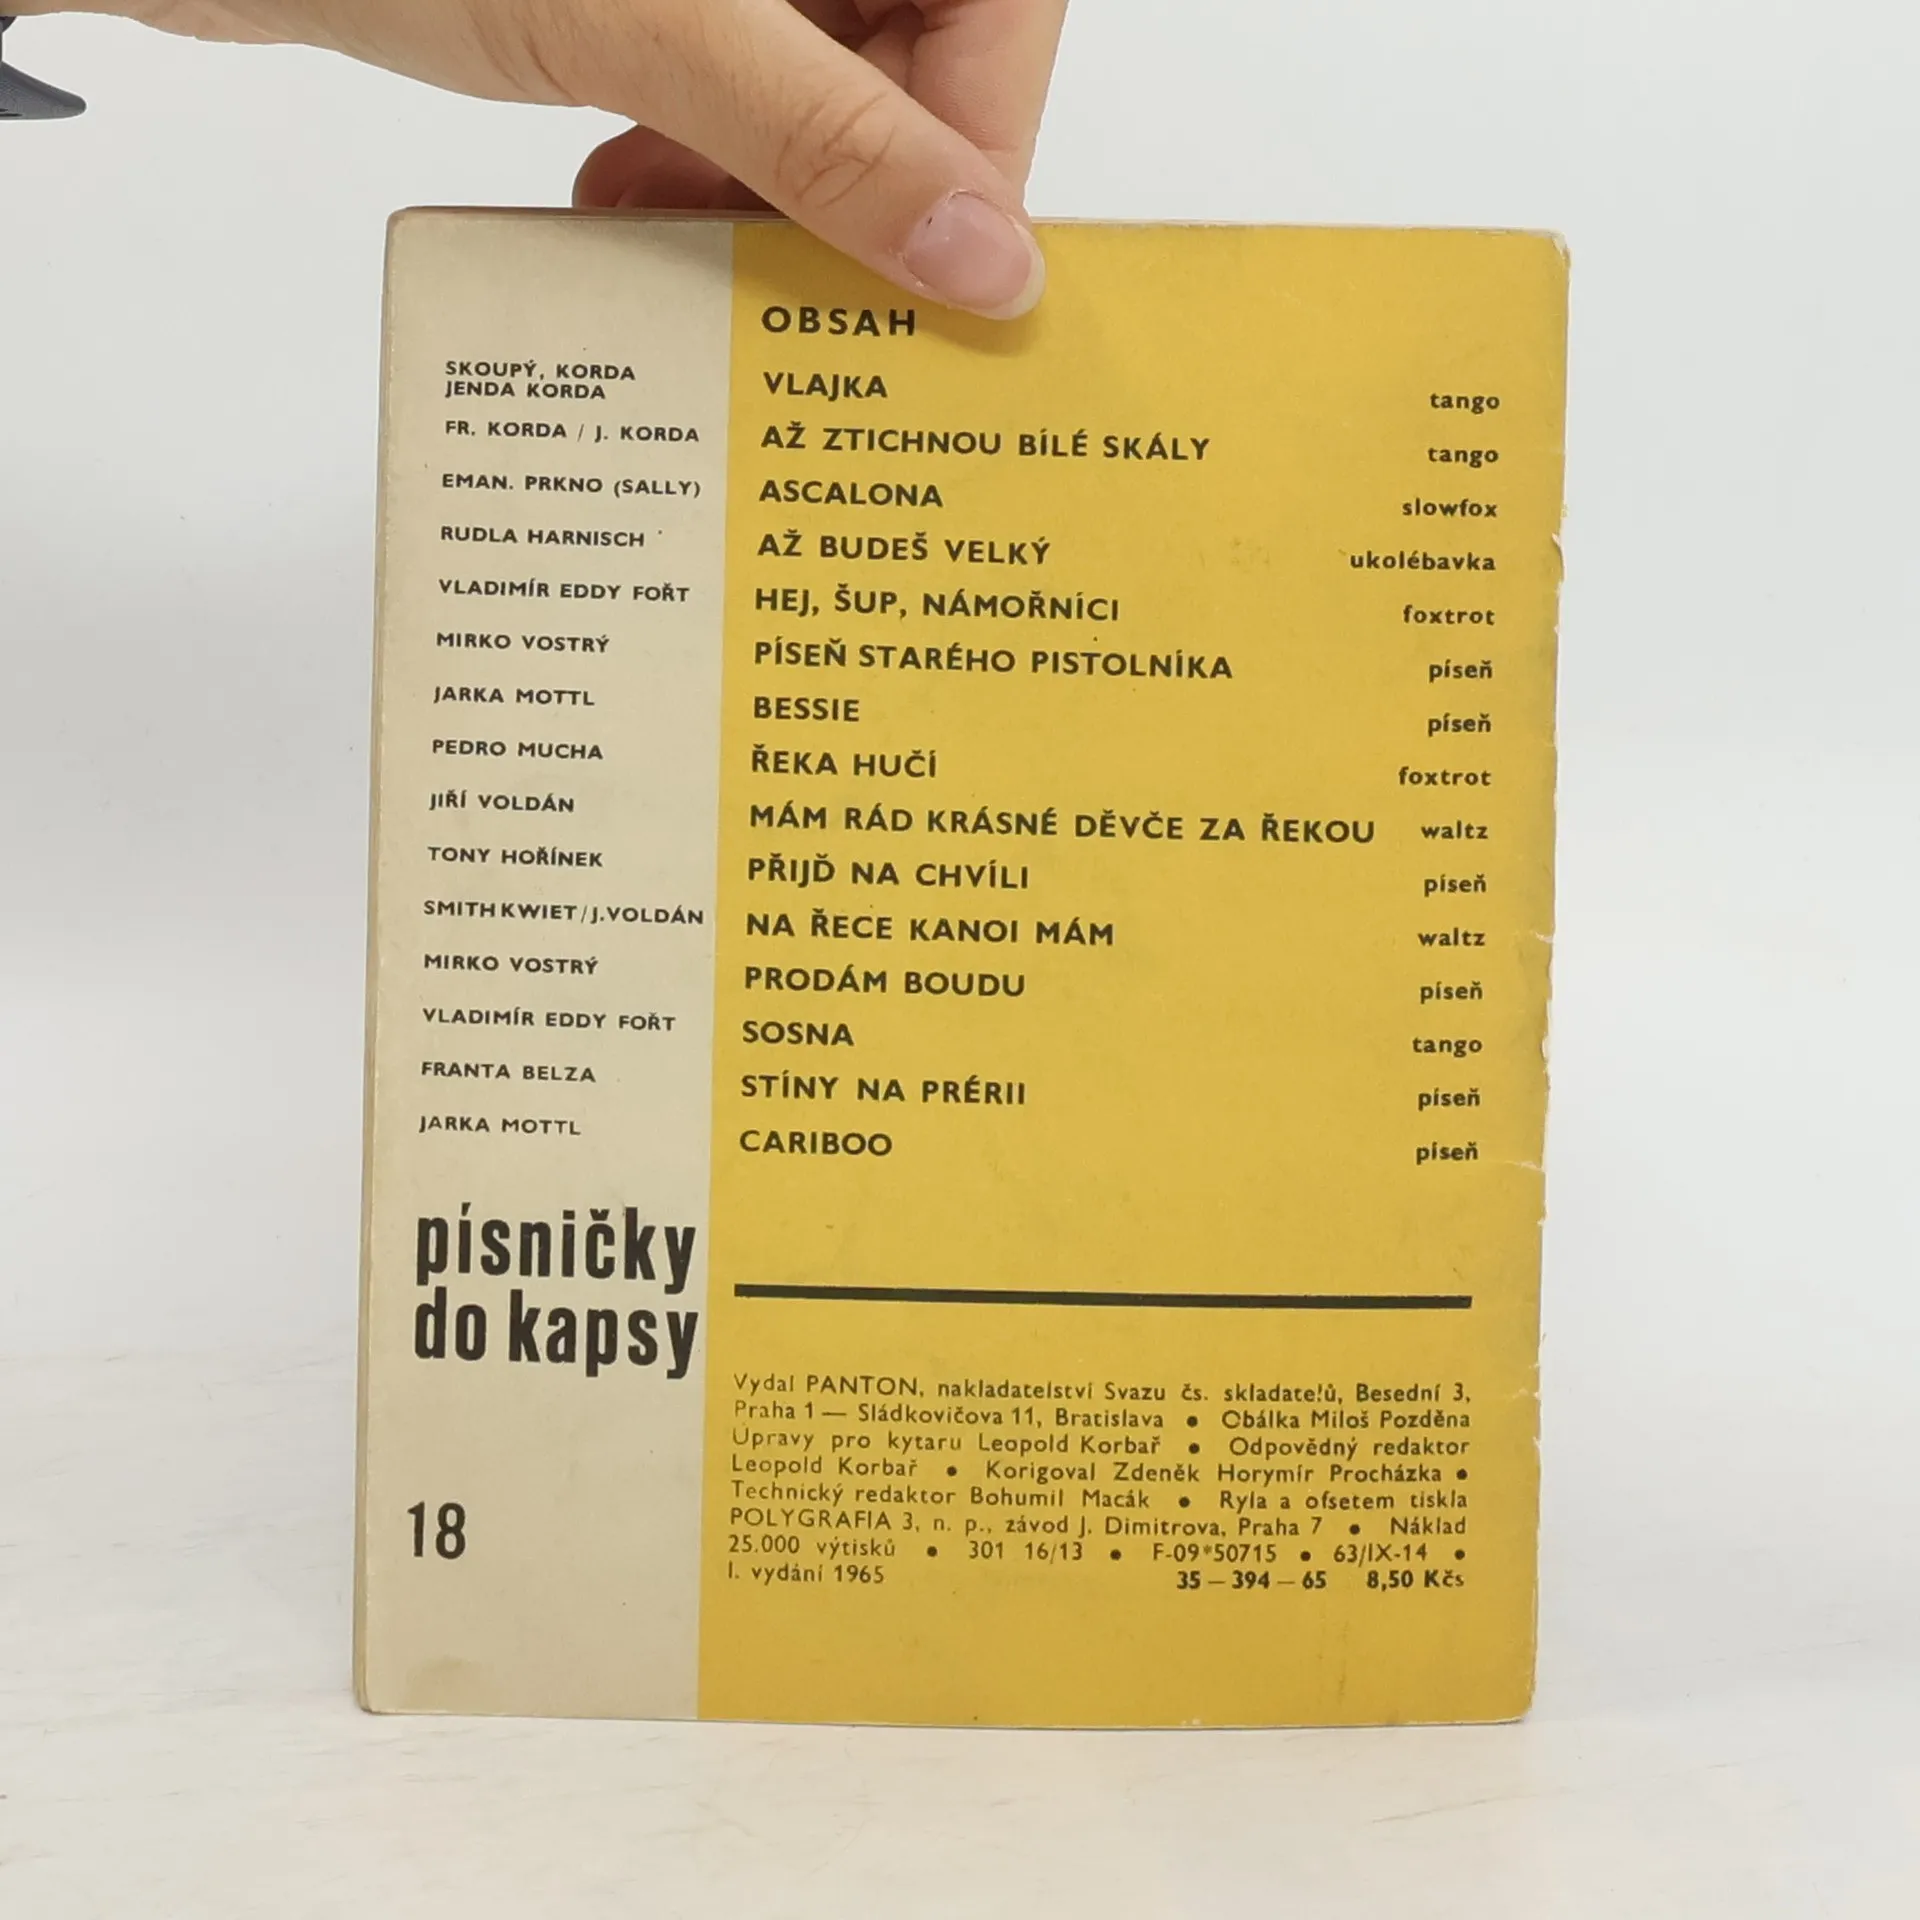 OBSAH
SKOUPÝ, KORDA
JENDA KORDA
VLAJKA
tango
FR. KORDA / J. KORDA
AŽ ZTICHNOU BÍLÉ SKÁLY
tango
EMAN. PRKNO (SALLY)
ASCALONA
slowfox
RUDLA HARNISCH
AŽ BUDEŠ VELKÝ
ukolébavka
VLADIMÍR EDDY FOŘT
HEJ, ŠUP, NÁMOŘNÍCI
foxtrot
MIRKO VOSTRÝ
PÍSEŇ STARÉHO PISTOLNÍKA
píseň
JARKA MOTTL
BESSIE
píseň
PEDRO MUCHA
ŘEKA HUČÍ
foxtrot
JIŘÍ VOLDÁN
MÁM RÁD KRÁSNÉ DĚVČE ZA ŘEKOU
waltz
TONY HOŘÍNEK
PŘIJĎ NA CHVÍLI
píseň
SMITH KWIET / J. VOLDÁN
NA ŘECE KANOI MÁM
waltz
MIRKO VOSTRÝ
PRODÁM BOUDU
píseň
VLADIMÍR EDDY FOŘT
SOSNA
tango
FRANTA BELZA
STÍNY NA PRÉRII
píseň
JARKA MOTTL
CARIBOO
píseň
písničky
do kapsy
18
Vydal PANTON, nakladatelství Svazu čs. skladatelů, Besední 3,
Praha 1 — Sládkovičova 11, Bratislava • Obálka Miloš Pozděna
Úpravy pro kytaru Leopold Korbař • Odpovědný redaktor
Leopold Korbař • Korigoval Zdeněk Horymír Procházka •
Technický redaktor Bohumil Macák • Ryla a ofsetem tiskla
POLYGRAFIA 3, n. p., závod J. Dimitrova, Praha 7 • Náklad
25.000 výtisků • 301 16/13 • F-09*50715 • 63/IX-14 •
I. vydání 1965 35 — 394 — 65 8,50 Kčs